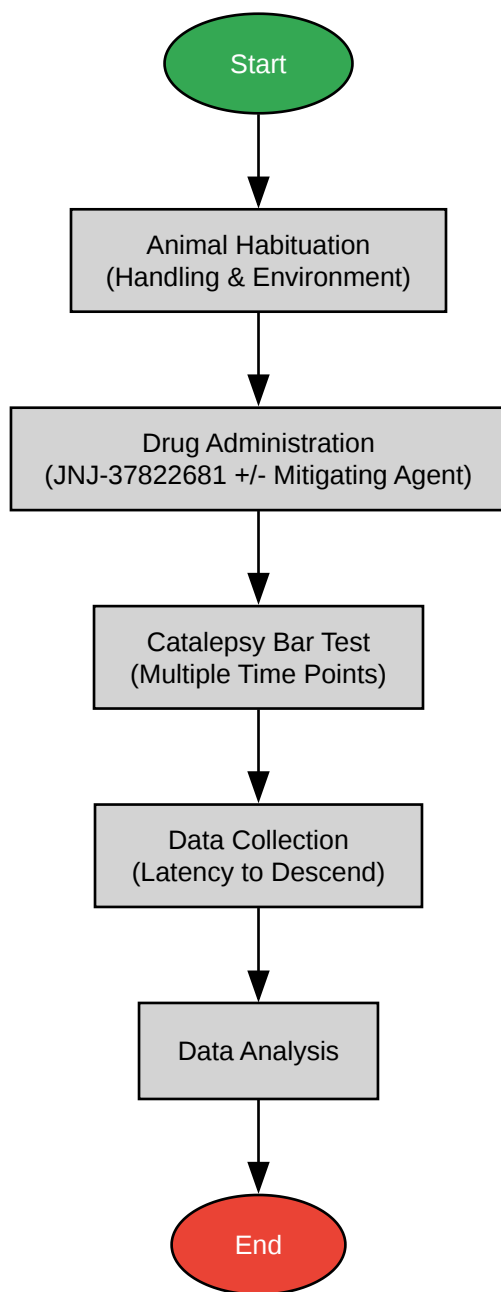 Start
Animal Habituation
(Handling & Environment)
Drug Administration
(JNJ-37822681 +/- Mitigating Agent)
Catalepsy Bar Test
(Multiple Time Points)
Data Collection
(Latency to Descend)
Data Analysis
End